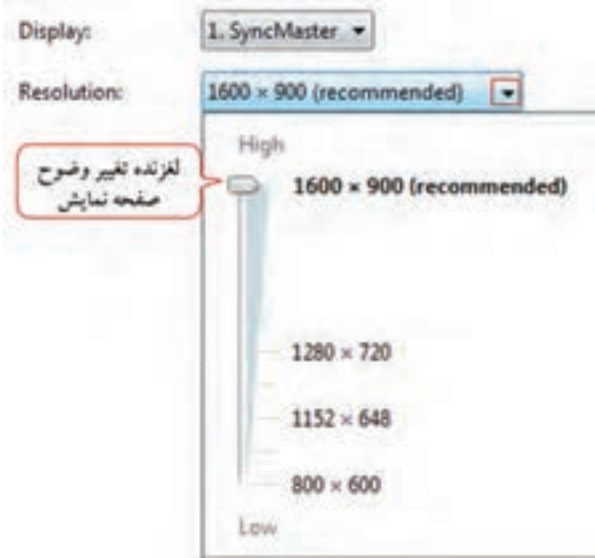 Display: 1. SyncMaster
Resolution: 1600 × 900 (recommended)
High
لغزنده تغییر وضوح
صفحه نمایش
1600 × 900 (recommended)
1280 × 720
1152 × 648
800 × 600
Low